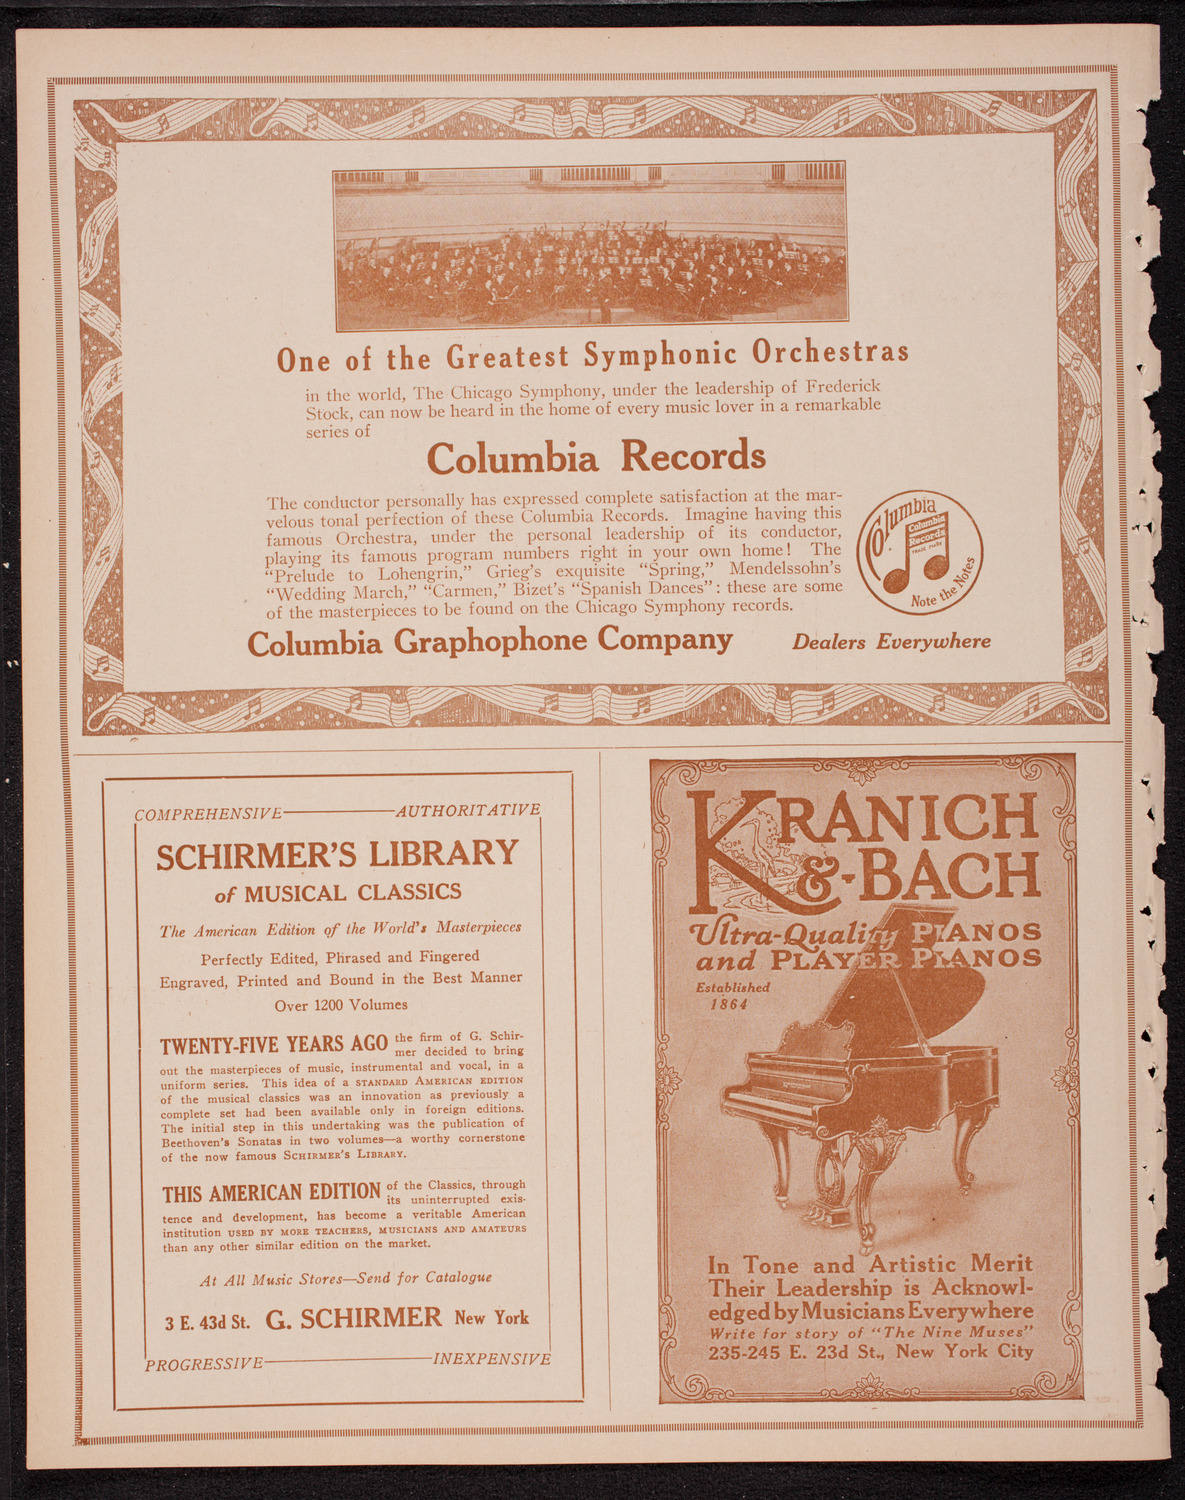 One of the Greatest Symphonic Orchestras
in the world, The Chicago Symphony, under the leadership of Frederick
Stock, can now be heard in the home of every music lover in a remarkable
series of
Columbia Records
The conductor personally has expressed complete satisfaction at the mar-
velous tonal perfection of these Columbia Records. Imagine having this
famous Orchestra, under the personal leadership of its conductor,
playing its famous program numbers right in your own home! The
“Prelude to Lohengrin,” Grieg's exquisite “Spring,” Mendelssohn's
“Wedding March,” “Carmen,” Bizet's “Spanish Dances”: these are some
of the masterpieces to be found on the Chicago Symphony records.
Columbia
Columbia
Records
TRADE MARK
Note the Notes
Columbia Graphophone Company Dealers Everywhere
COMPREHENSIVE AUTHORITATIVE
SCHIRMER'S LIBRARY
of MUSICAL CLASSICS
The American Edition of the World's Masterpieces
Perfectly Edited, Phrased and Fingered
Engraved, Printed and Bound in the Best Manner
Over 1200 Volumes
TWENTY-FIVE YEARS AGO the firm of G. Schir-
mer decided to bring
out the masterpieces of music, instrumental and vocal, in a
uniform series. This idea of a STANDARD AMERICAN EDITION
of the musical classics was an innovation as previously a
complete set had been available only in foreign editions.
The initial step in this undertaking was the publication of
Beethoven's Sonatas in two volumes—a worthy cornerstone
of the now famous SCHIRMER'S LIBRARY.
THIS AMERICAN EDITION of the Classics, through
its uninterrupted exis-
tence and development, has become a veritable American
institution USED BY MORE TEACHERS, MUSICIANS AND AMATEURS
than any other similar edition on the market.
At All Music Stores—Send for Catalogue
3 E. 43d St. G. SCHIRMER New York
PROGRESSIVE INEXPENSIVE
KRANICH
&-BACH
Ultra-Quality PIANOS
and PLAYER PIANOS
Established
1864
In Tone and Artistic Merit
Their Leadership is Acknowl-
edged by Musicians Everywhere
Write for story of “The Nine Muses”
235-245 E. 23d St., New York City